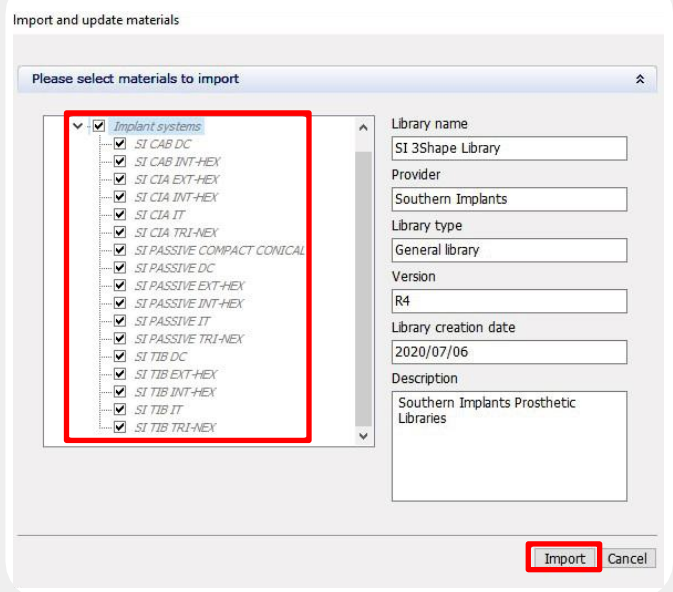 Import and update materials
Please select materials to import
Implant systems
SI CAB DC
SI CAB INT-HEX
SI CIA EXT-HEX
SI CIA INT-HEX
SI CIA IT
SI CIA TRI-NEX
SI PASSIVE COMPACT CONICAL
SI PASSIVE DC
SI PASSIVE EXT-HEX
SI PASSIVE INT-HEX
SI PASSIVE IT
SI PASSIVE TRI-NEX
SI TIB DC
SI TIB EXT-HEX
SI TIB INT-HEX
SI TIB IT
SI TIB TRI-NEX
Library name
SI 3Shape Library
Provider
Southern Implants
Library type
General library
Version
R4
Library creation date
2020/07/06
Description
Southern Implants Prosthetic
Libraries
Import
Cancel